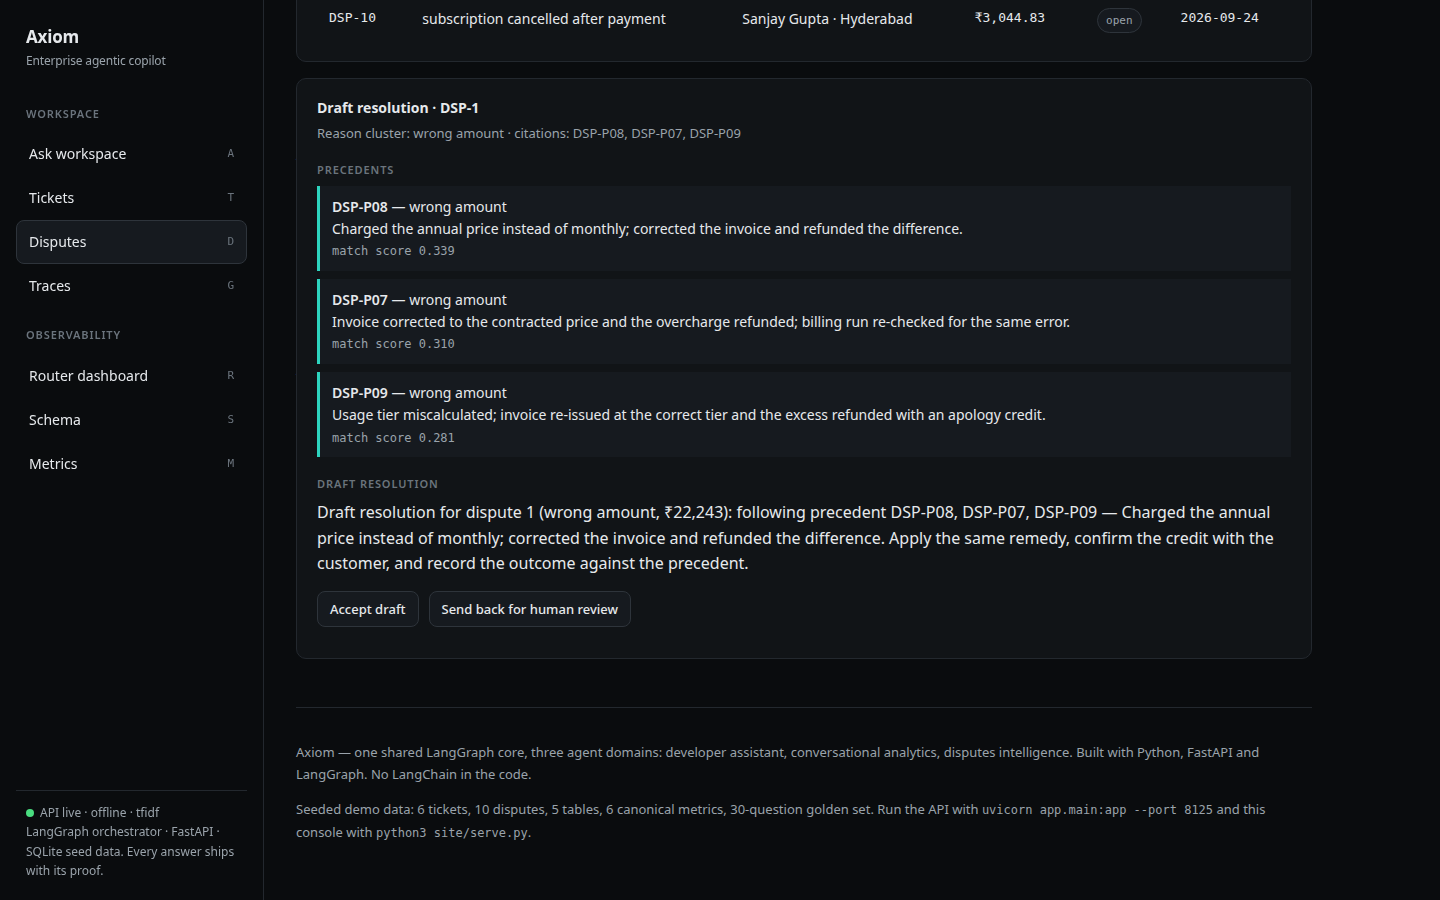 Axiom
Enterprise agentic copilot
WORKSPACE
Ask workspace A
Tickets T
Disputes D
Traces G
OBSERVABILITY
Router dashboard R
Schema S
Metrics M
API live · offline · tfidf
LangGraph orchestrator · FastAPI ·
SQLite seed data. Every answer ships
with its proof.
DSP-10 subscription cancelled after payment Sanjay Gupta · Hyderabad ₹3,044.83 open 2026-09-24
Draft resolution · DSP-1
Reason cluster: wrong amount · citations: DSP-P08, DSP-P07, DSP-P09
PRECEDENTS
DSP-P08 — wrong amount
Charged the annual price instead of monthly; corrected the invoice and refunded the difference.
match score 0.339
DSP-P07 — wrong amount
Invoice corrected to the contracted price and the overcharge refunded; billing run re-checked for the same error.
match score 0.310
DSP-P09 — wrong amount
Usage tier miscalculated; invoice re-issued at the correct tier and the excess refunded with an apology credit.
match score 0.281
DRAFT RESOLUTION
Draft resolution for dispute 1 (wrong amount, ₹22,243): following precedent DSP-P08, DSP-P07, DSP-P09 — Charged the annual
price instead of monthly; corrected the invoice and refunded the difference. Apply the same remedy, confirm the credit with the
customer, and record the outcome against the precedent.
Accept draft Send back for human review
Axiom — one shared LangGraph core, three agent domains: developer assistant, conversational analytics, disputes intelligence. Built with Python, FastAPI and
LangGraph. No LangChain in the code.
Seeded demo data: 6 tickets, 10 disputes, 5 tables, 6 canonical metrics, 30-question golden set. Run the API with uvicorn app.main:app --port 8125 and this
console with python3 site/serve.py.